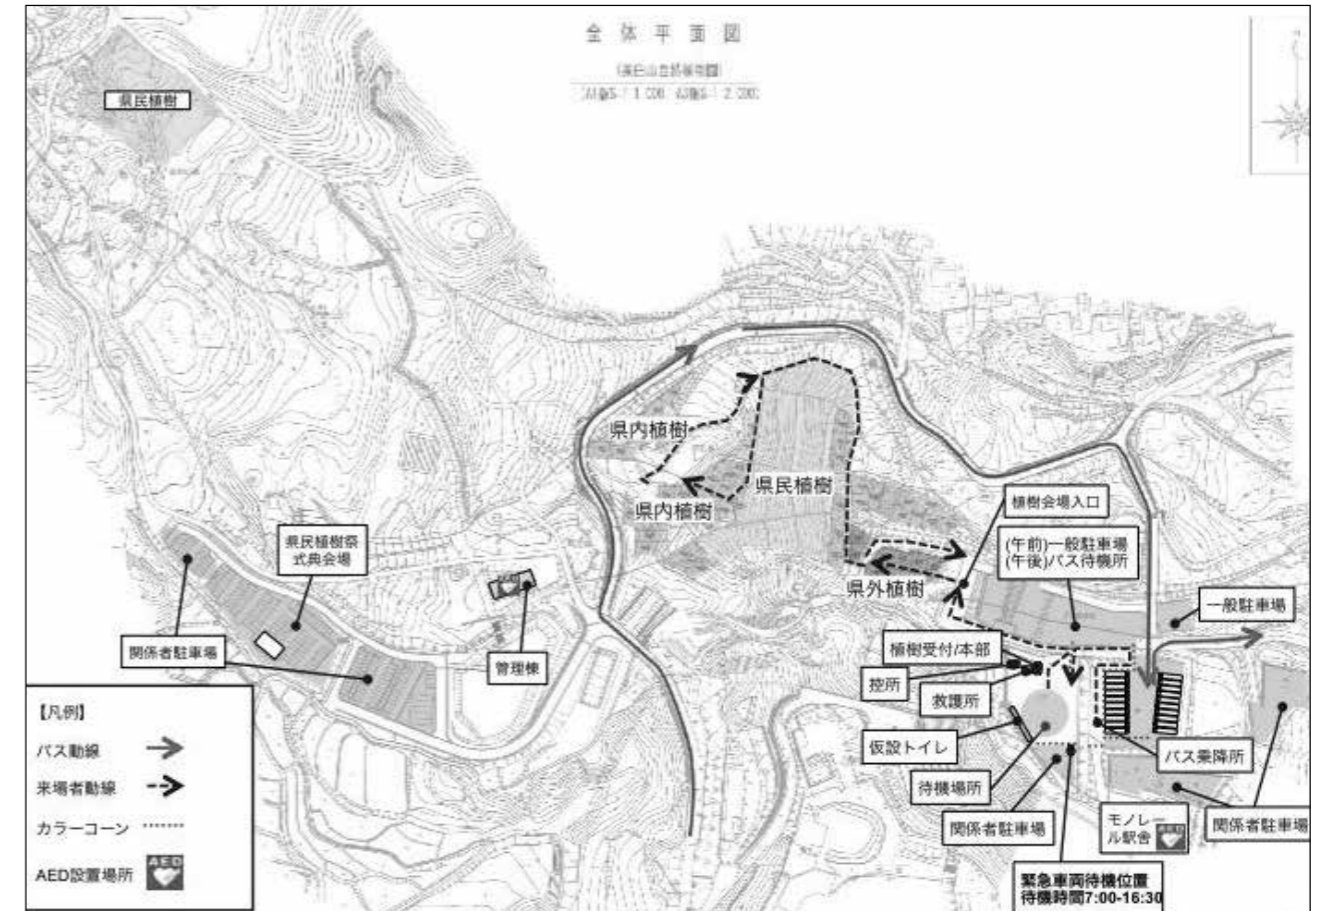 全体平面図
県民植樹
県内植樹
県内植樹
県民植樹
県外植樹
植樹会場入口
(午前)一般駐車場
(午後)バス待機所
一般駐車場
県民植樹祭
式典会場
関係者駐車場
管理棟
植樹受付/本部
控所
救護所
仮設トイレ
待機場所
関係者駐車場
バス乗降所
モノレー
ル駅舎
AED
関係者駐車場
緊急車両待機位置
待機時間7:00-16:30
【凡例】
バス動線
来場者動線
カラーコーン
AED設置場所
AED